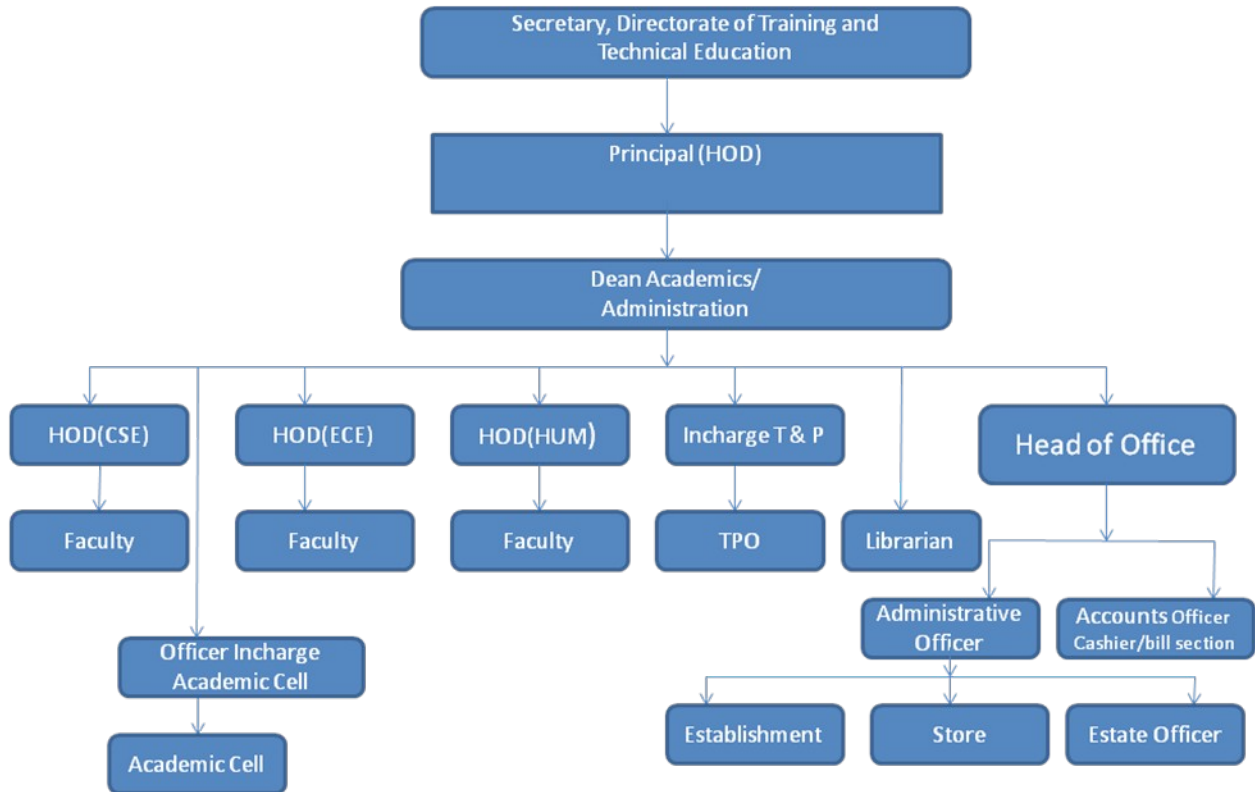 Secretary, Directorate of Training and
Technical Education
Principal (HOD)
Dean Academics/
Administration
HOD(CSE)
HOD(ECE)
HOD(HUM)
Incharge T & P
Head of Office
Faculty
Faculty
Faculty
TPO
Librarian
Administrative
Officer
Accounts Officer
Cashier/bill section
Officer Incharge
Academic Cell
Establishment
Store
Estate Officer
Academic Cell